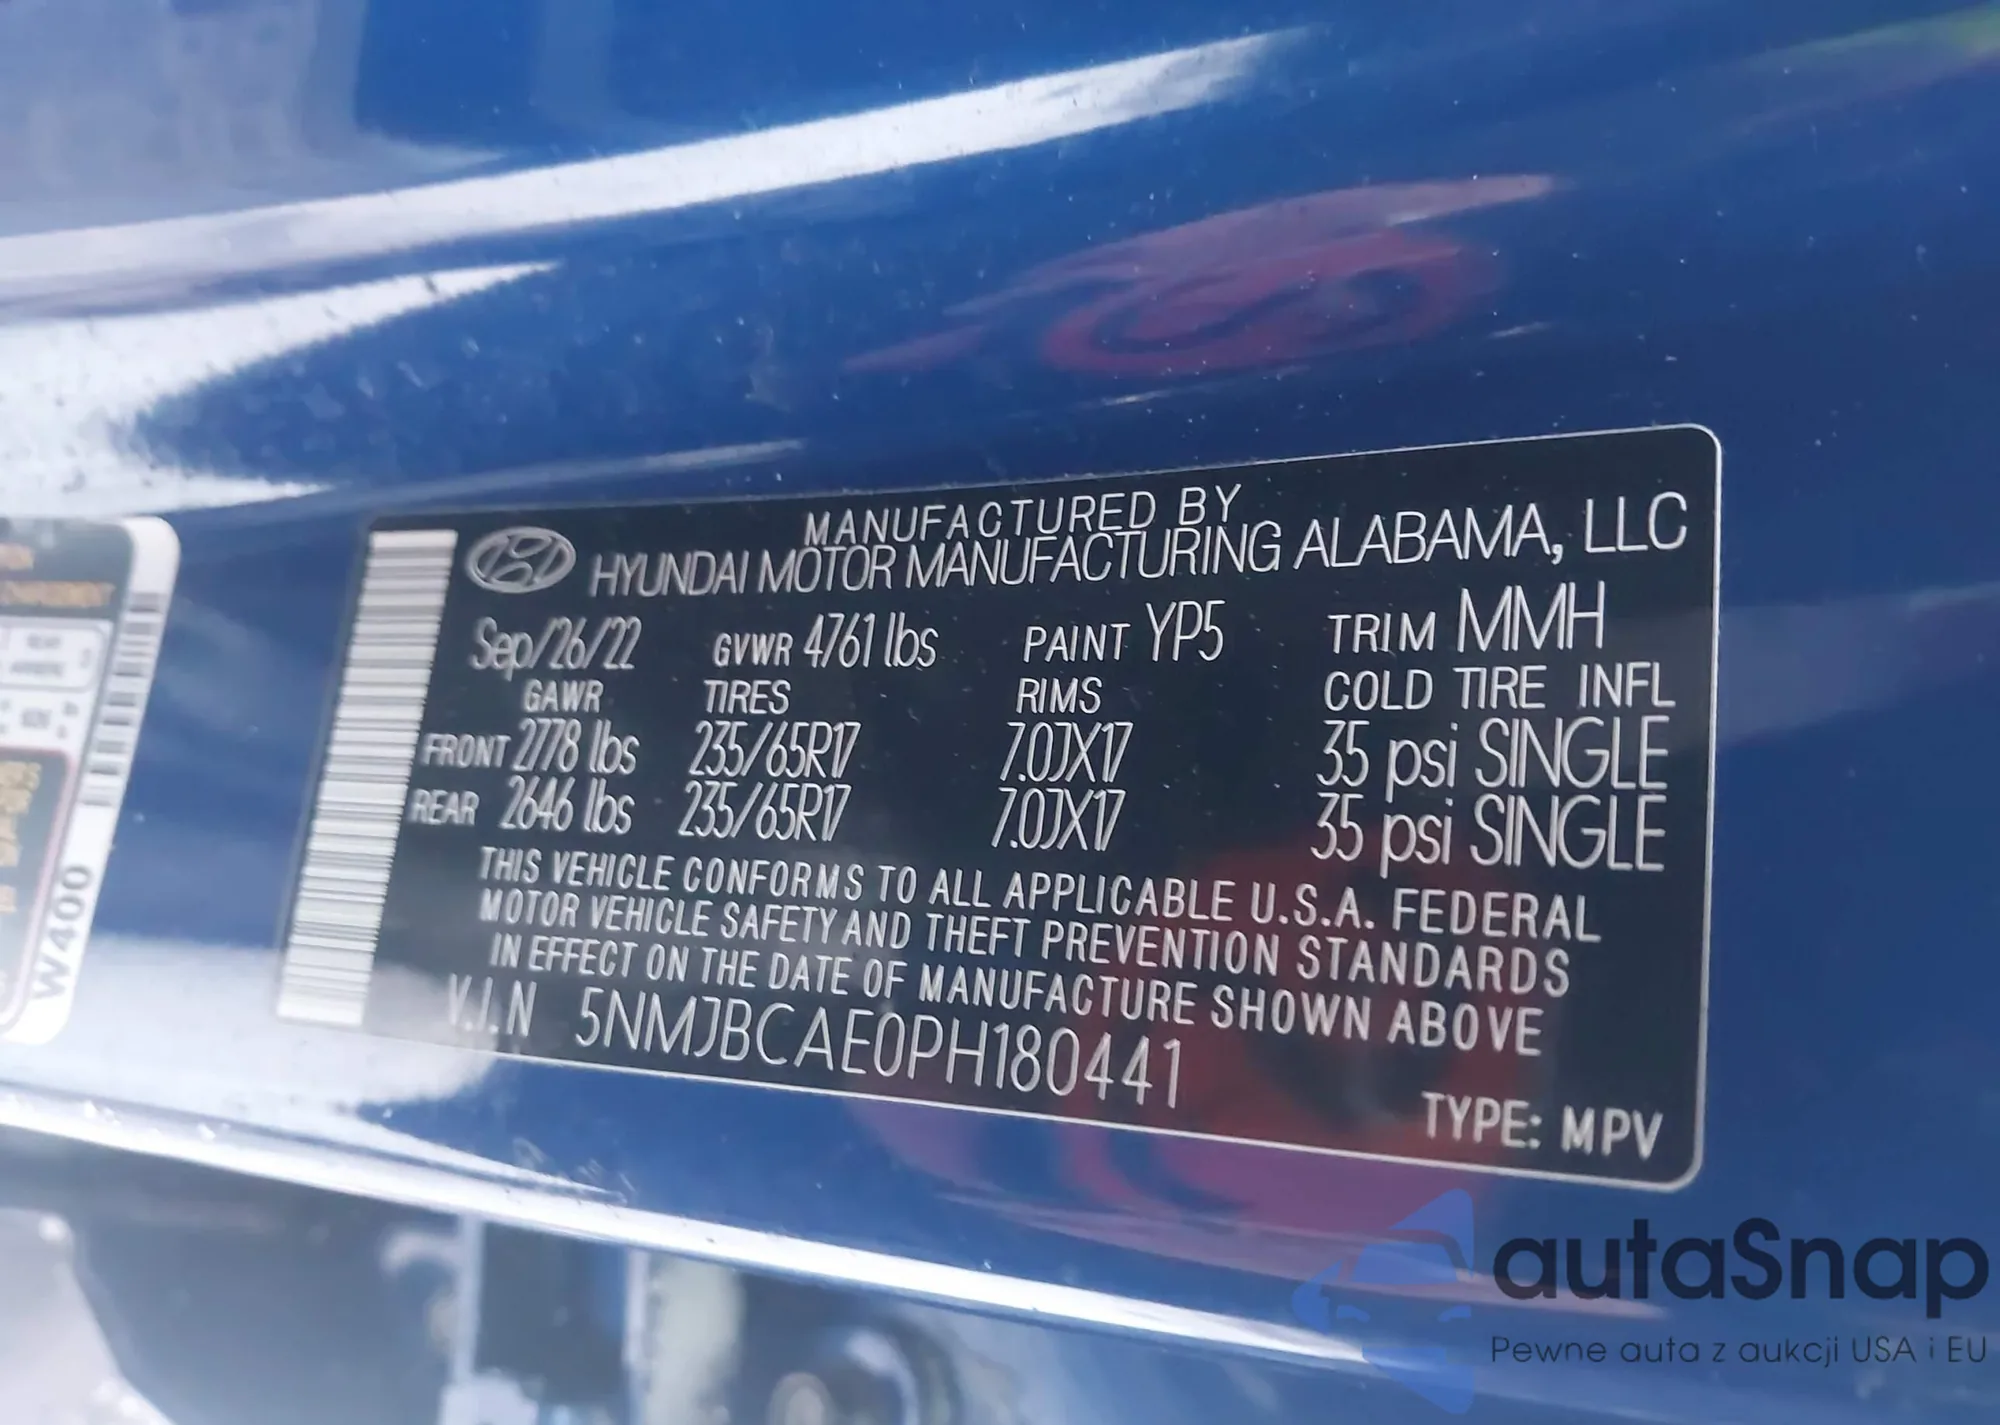 MANUFACTURED BY
HYUNDAI MOTOR MANUFACTURING ALABAMA, LLC
Sep/26/22 GVWR 4761 lbs PAINT YP5 TRIM MMH
GAWR TIRES RIMS COLD TIRE INFL
FRONT 2778 lbs 235/65R17 7.0JX17 35 psi SINGLE
REAR 2646 lbs 235/65R17 7.0JX17 35 psi SINGLE
THIS VEHICLE CONFORMS TO ALL APPLICABLE U.S.A. FEDERAL
MOTOR VEHICLE SAFETY AND THEFT PREVENTION STANDARDS
IN EFFECT ON THE DATE OF MANUFACTURE SHOWN ABOVE
V.I.N 5NMJBCAE0PH180441
TYPE: MPV
W400
autaSnap
Pewne auta z aukcji USA i EU